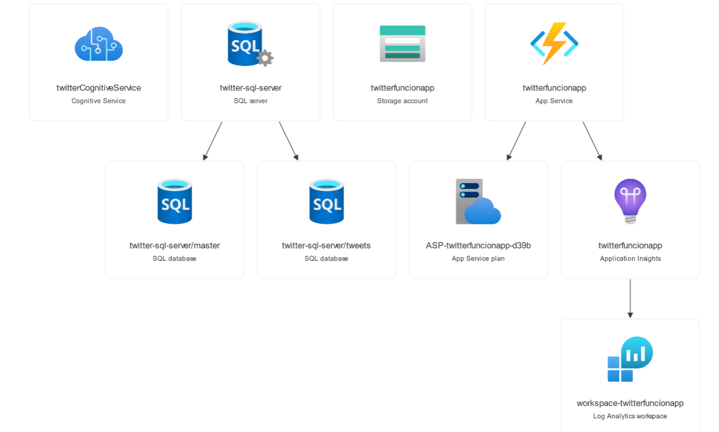 SQL
twitterCognitiveService
Cognitive Service
twitter-sql-server
SQL server
twitterfuncionapp
Storage account
twitterfuncionapp
App Service
SQL
SQL
twitter-sql-server/master
SQL database
twitter-sql-server/tweets
SQL database
ASP-twitterfuncionapp-d39b
App Service plan
twitterfuncionapp
Application Insights
workspace-twitterfuncionapp
Log Analytics workspace